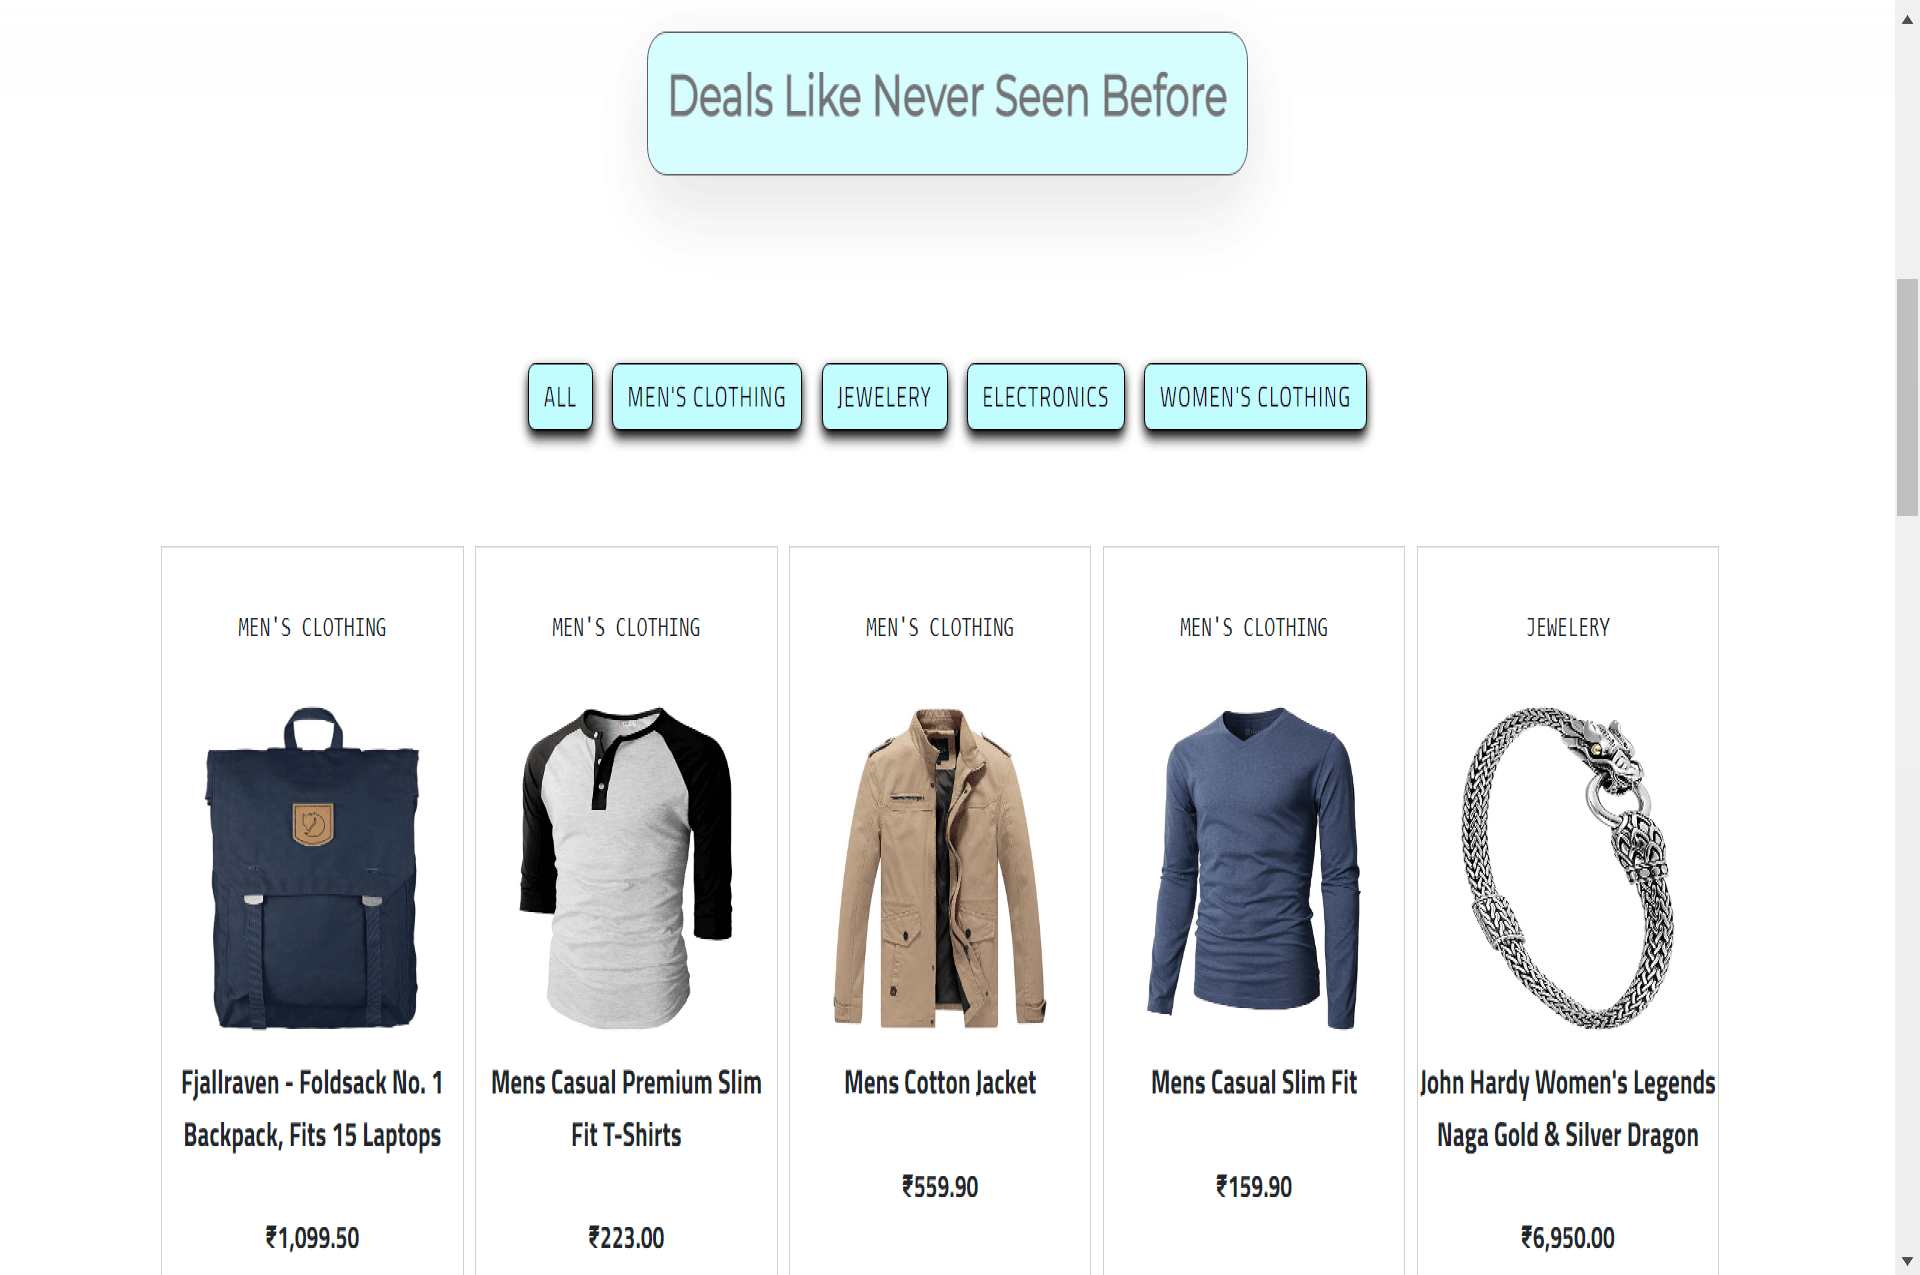 Deals Like Never Seen Before
ALL
MEN'S CLOTHING
JEWELERY
ELECTRONICS
WOMEN'S CLOTHING
MEN'S CLOTHING
Fjallraven - Foldsack No. 1
Backpack, Fits 15 Laptops
₹1,099.50
MEN'S CLOTHING
Mens Casual Premium Slim
Fit T-Shirts
₹223.00
MEN'S CLOTHING
Mens Cotton Jacket
₹559.90
MEN'S CLOTHING
Mens Casual Slim Fit
₹159.90
JEWELERY
John Hardy Women's Legends
Naga Gold & Silver Dragon
₹6,950.00